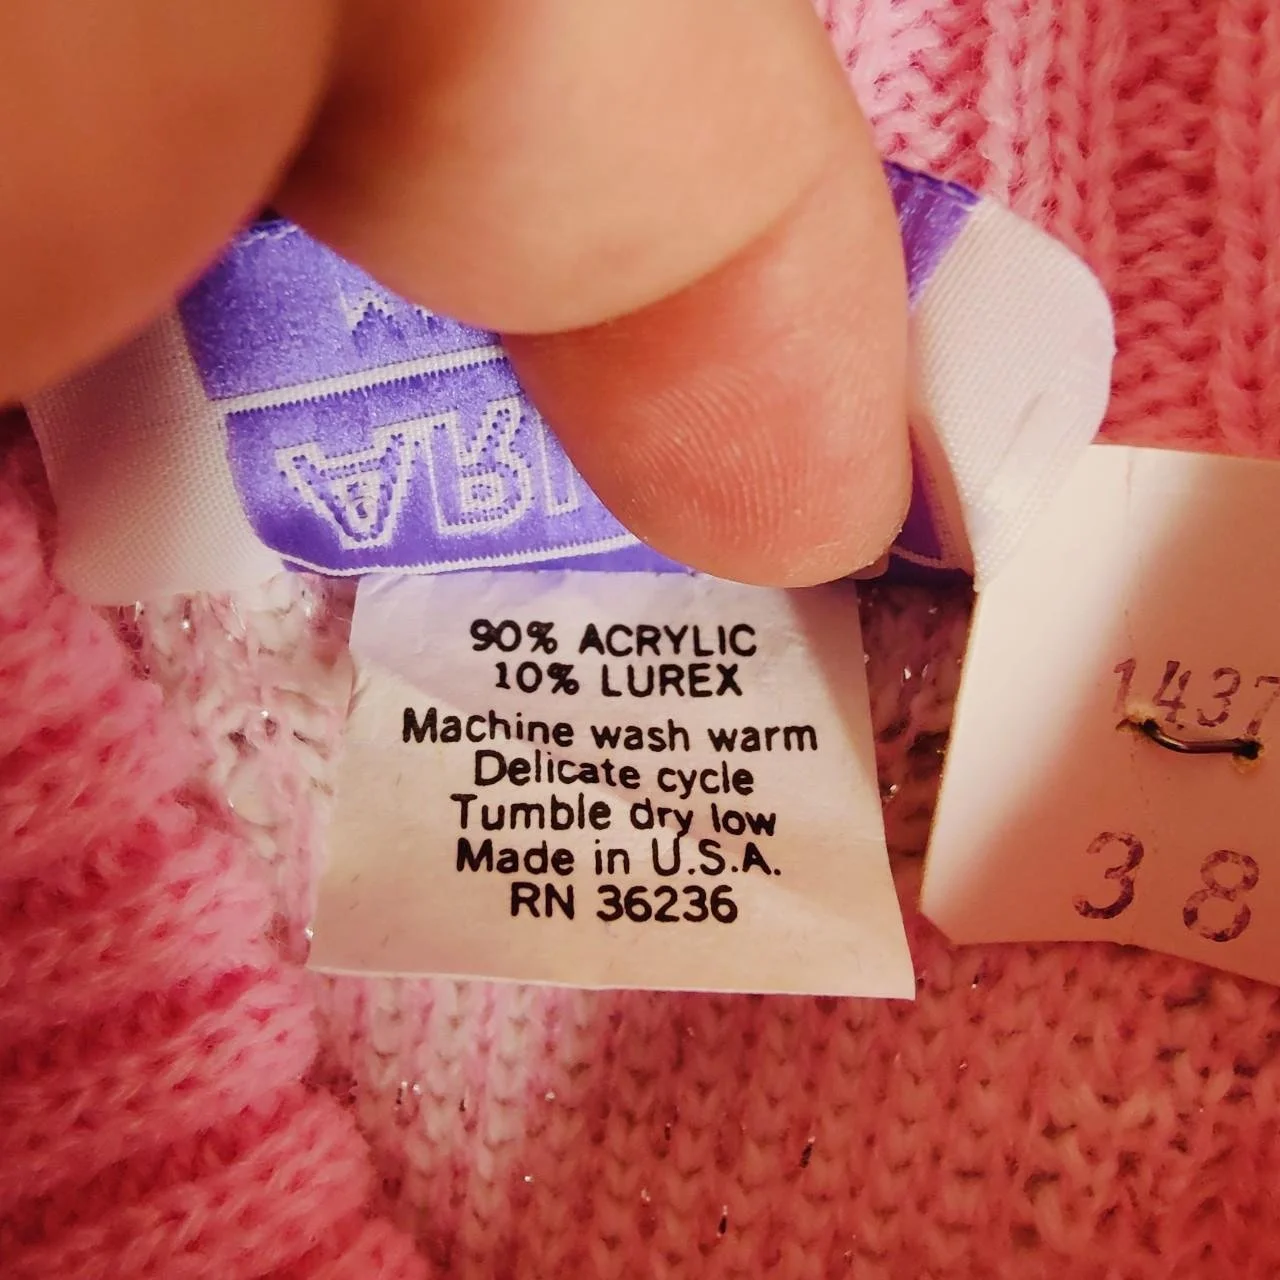 90% ACRYLIC
10% LUREX
Machine wash warm
Delicate cycle
Tumble dry low
Made in U.S.A.
RN 36236
1437
38